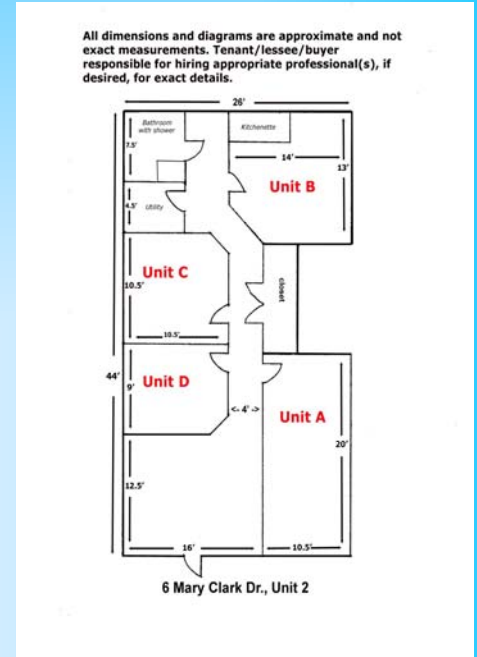 All dimensions and diagrams are approximate and not
exact measurements. Tenant/lessee/buyer
responsible for hiring appropriate professional(s), if
desired, for exact details.
26'
Bathroom
with shower
Kitchenette
7.5'
14'
13'
Unit B
4.5'
Utility
Unit C
10.5'
closet
10.5'
44'
9'
Unit D
<- 4' ->
Unit A
20'
12.5'
16'
10.5'
6 Mary Clark Dr., Unit 2